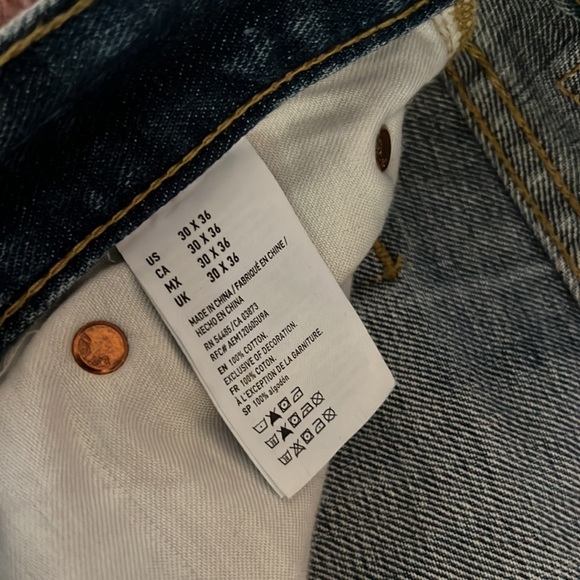 US 30 X 36
CA 30 X 36
MX 30 X 36
UK 30 X 36
MADE IN CHINA / FABRIQUÉ EN CHINE /
HECHO EN CHINA
RN 54485 / CA 03873
RFC# AEM120605U9A
EN 100% COTTON.
EXCLUSIVE OF DECORATION.
FR 100% COTON.
À L'EXCEPTION DE LA GARNITURE.
SP 100% algodón